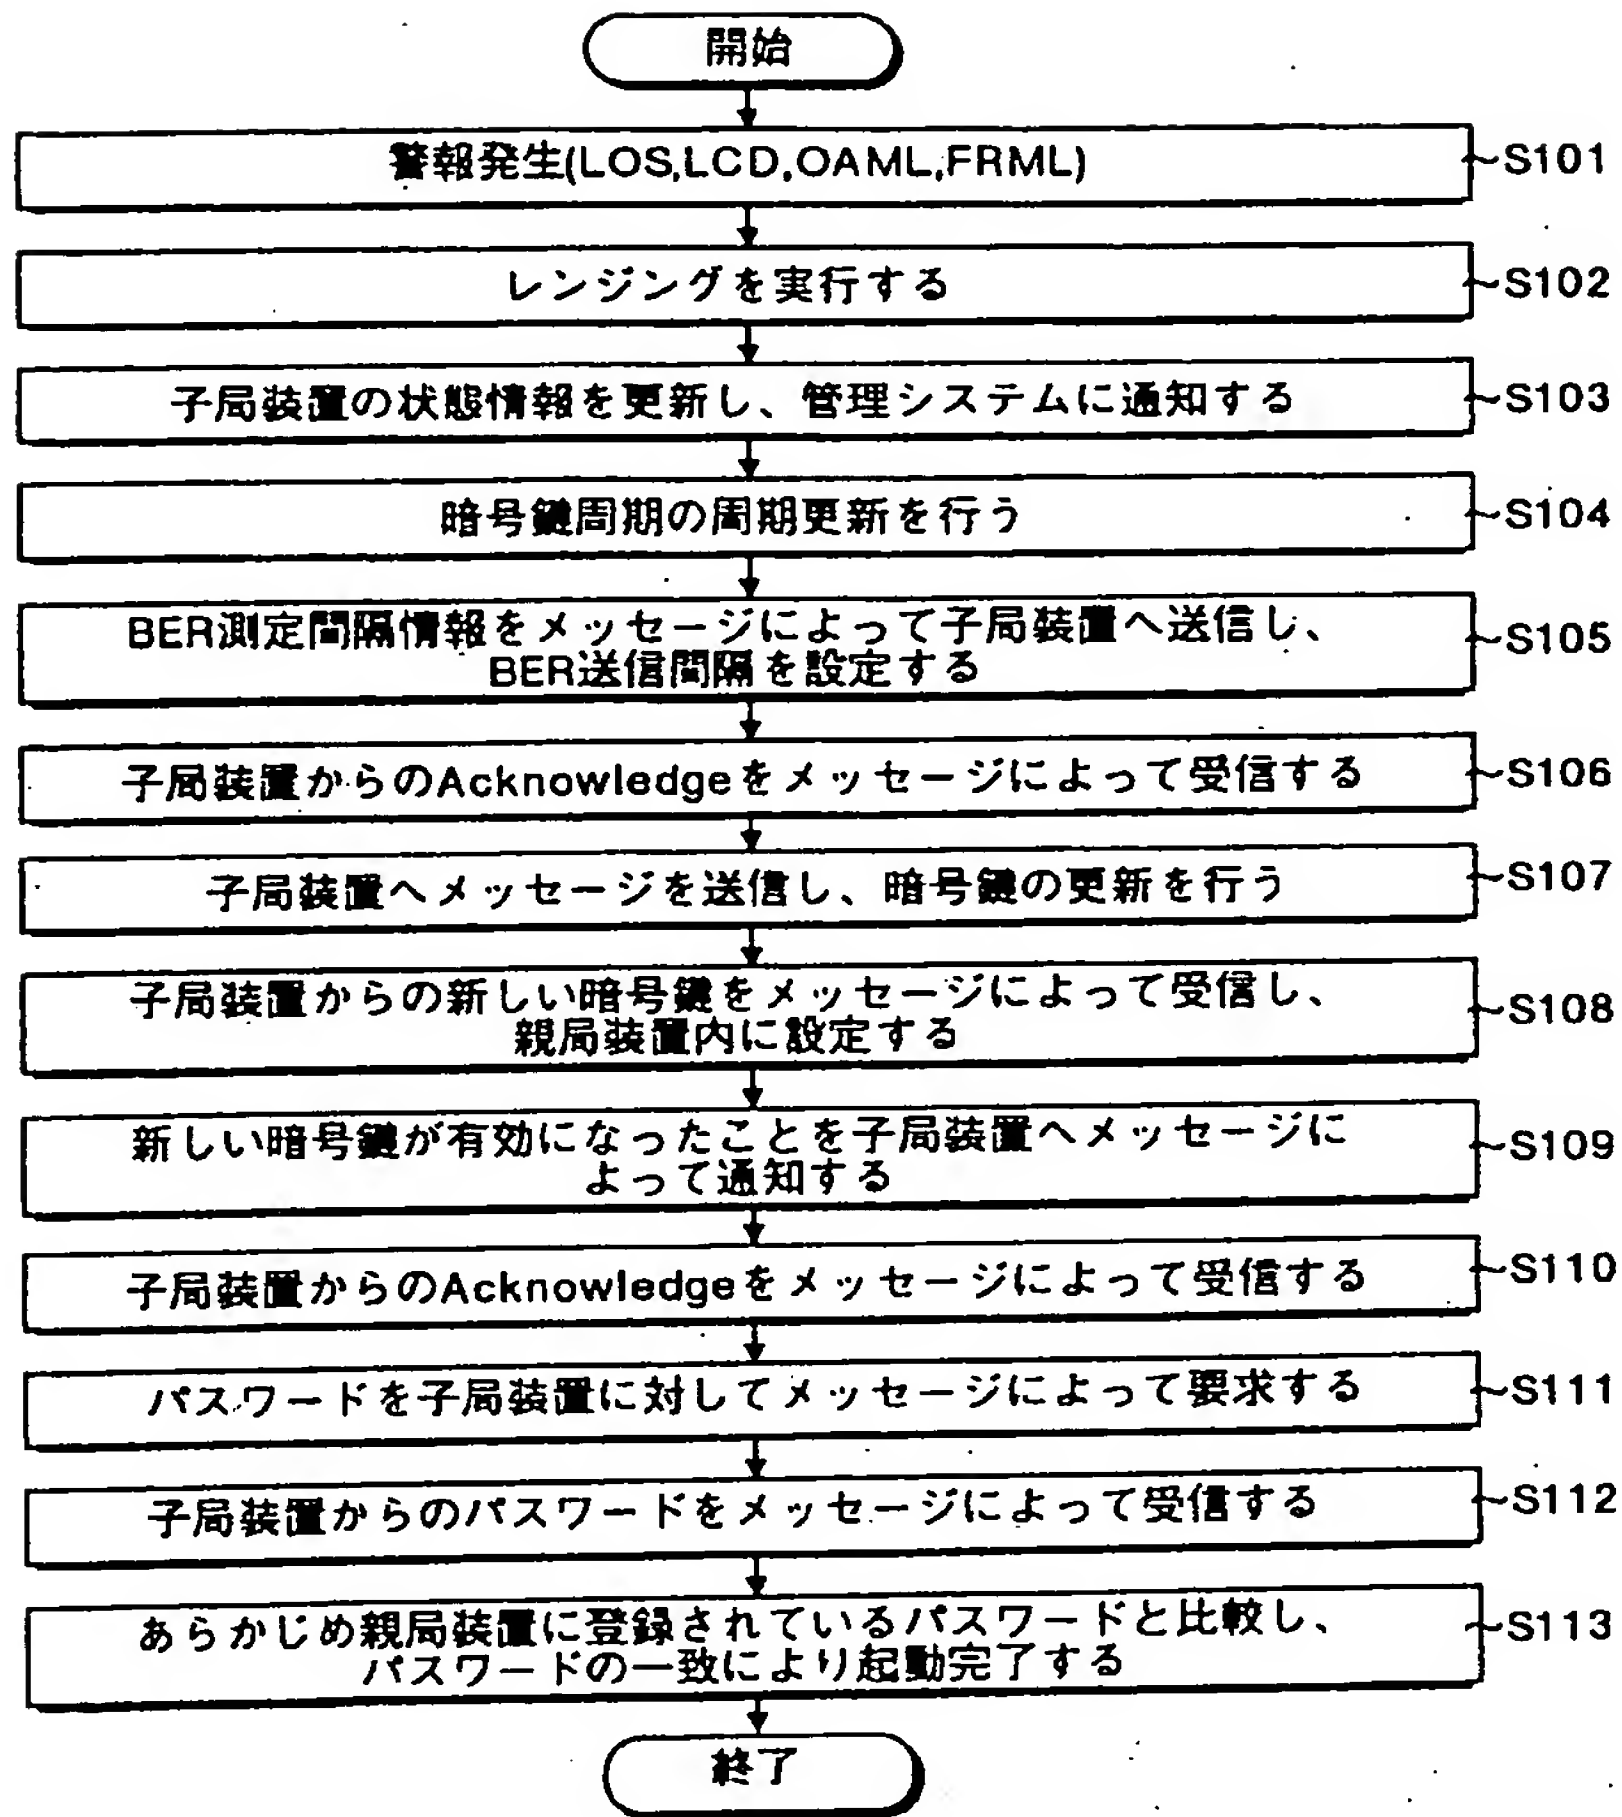 開始
警報発生(LOS,LCD,OAML,FRML)
S101
レンジングを実行する
S102
子局装置の状態情報を更新し、管理システムに通知する
S103
暗号鍵周期の周期更新を行う
S104
BER測定間隔情報をメッセージによって子局装置へ送信し、
BER送信間隔を設定する
S105
子局装置からのAcknowledgeをメッセージによって受信する
S106
子局装置へメッセージを送信し、暗号鍵の更新を行う
S107
子局装置からの新しい暗号鍵をメッセージによって受信し、
親局装置内に設定する
S108
新しい暗号鍵が有効になったことを子局装置へメッセージに
よって通知する
S109
子局装置からのAcknowledgeをメッセージによって受信する
S110
パスワードを子局装置に対してメッセージによって要求する
S111
子局装置からのパスワードをメッセージによって受信する
S112
あらかじめ親局装置に登録されているパスワードと比較し、
パスワードの一致により起動完了する
S113
終了